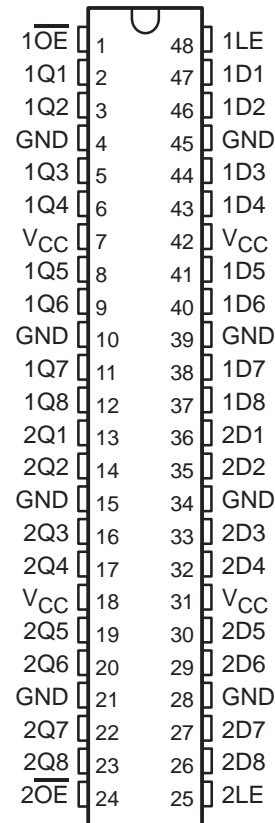 1O̅E̅ 1 48 1LE
1Q1 2 47 1D1
1Q2 3 46 1D2
GND 4 45 GND
1Q3 5 44 1D3
1Q4 6 43 1D4
VCC 7 42 VCC
1Q5 8 41 1D5
1Q6 9 40 1D6
GND 10 39 GND
1Q7 11 38 1D7
1Q8 12 37 1D8
2Q1 13 36 2D1
2Q2 14 35 2D2
GND 15 34 GND
2Q3 16 33 2D3
2Q4 17 32 2D4
VCC 18 31 VCC
2Q5 19 30 2D5
2Q6 20 29 2D6
GND 21 28 GND
2Q7 22 27 2D7
2Q8 23 26 2D8
2O̅E̅ 24 25 2LE